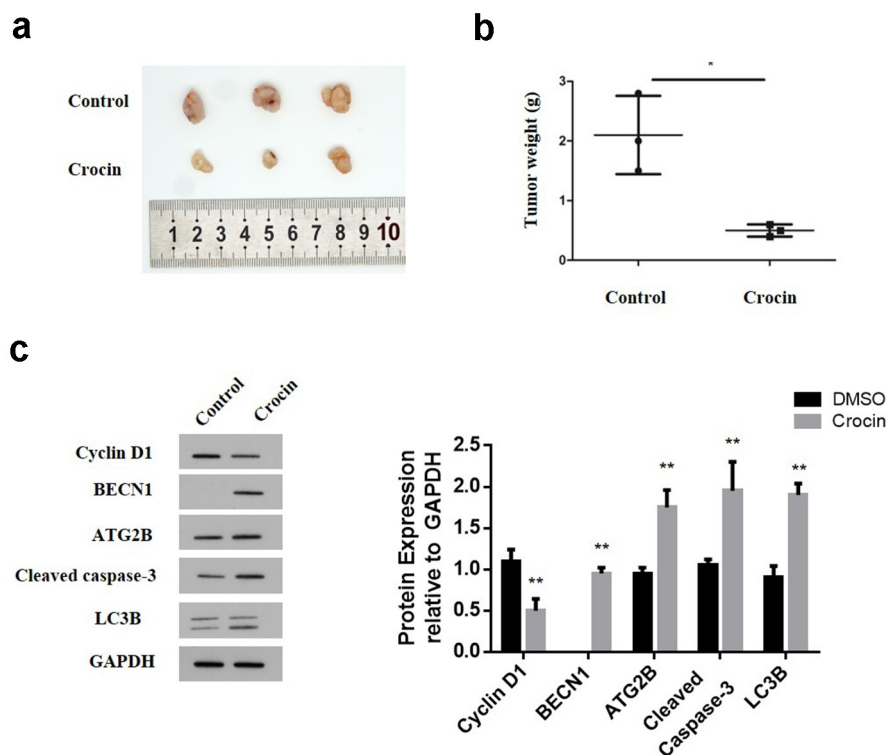 a
Control
Crocin
1 2 3 4 5 6 7 8 9 10
b
*
Tumor weight (g)
3
2
1
0
Control
Crocin
c
Control
Crocin
Cyclin D1
BECN1
ATG2B
Cleaved caspase-3
LC3B
GAPDH
DMSO
Crocin
Protein Expression
relative to GAPDH
2.5
2.0
1.5
1.0
0.5
0.0
**
**
**
**
**
Cyclin D1
BECN1
ATG2B
Cleaved
Caspase-3
LC3B